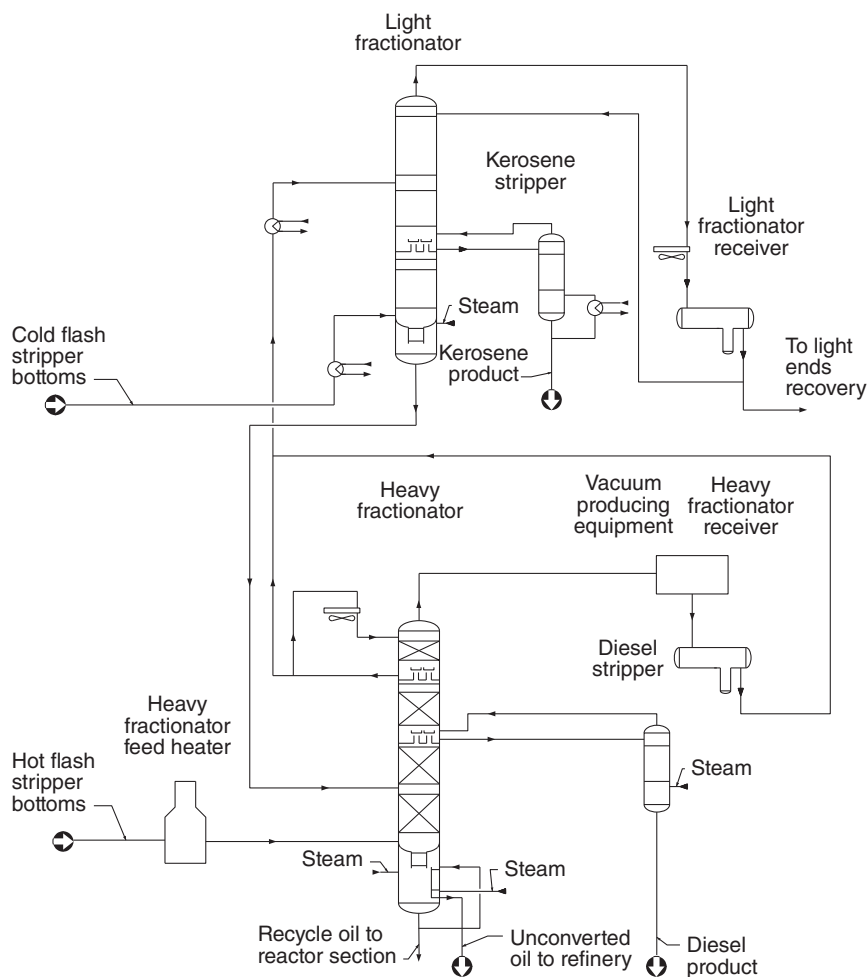 Light
fractionator
Kerosene
stripper
Light
fractionator
receiver
Steam
Cold flash
stripper
bottoms
Kerosene
product
To light
ends
recovery
Heavy
fractionator
Vacuum
producing
equipment
Heavy
fractionator
receiver
Diesel
stripper
Heavy
fractionator
feed heater
Hot flash
stripper
bottoms
Steam
Steam
Steam
Recycle oil to
reactor section
Unconverted
oil to refinery
Diesel
product